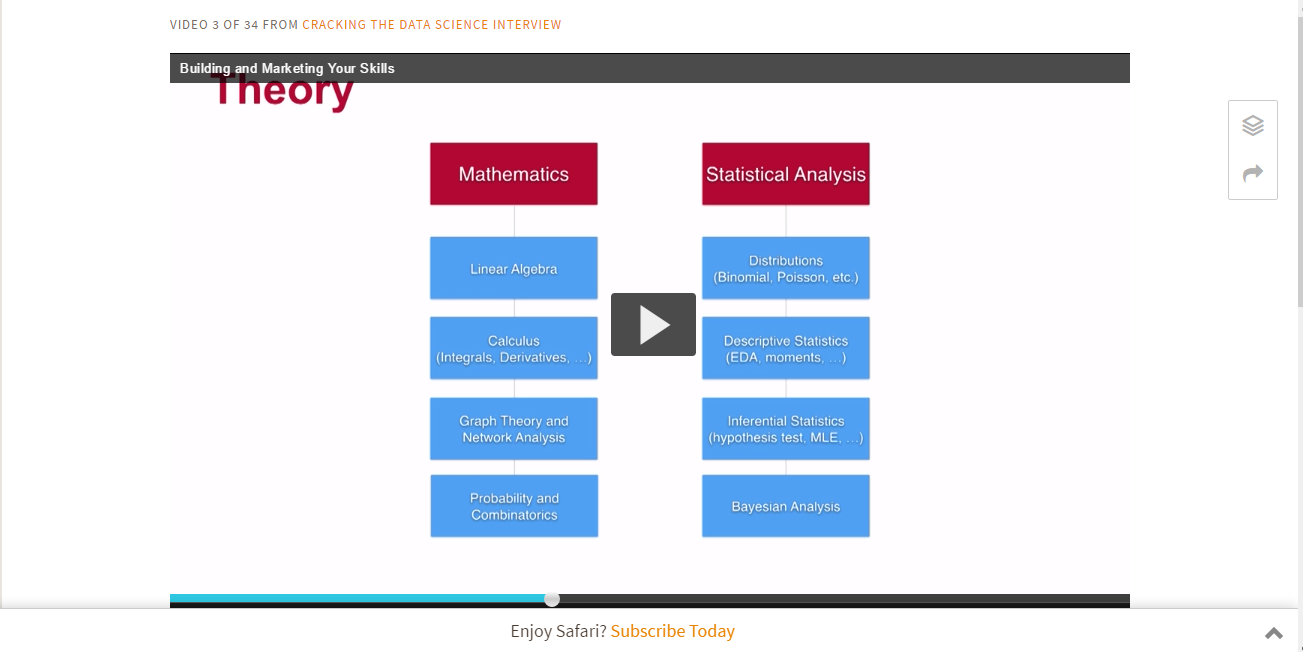 VIDEO 3 OF 34 FROM CRACKING THE DATA SCIENCE INTERVIEW
Building and Marketing Your Skills
Theory
Mathematics
Linear Algebra
Calculus
(Integrals, Derivatives, ...)
Graph Theory and
Network Analysis
Probability and
Combinatorics
Statistical Analysis
Distributions
(Binomial, Poisson, etc.)
Descriptive Statistics
(EDA, moments, ...)
Inferential Statistics
(hypothesis test, MLE, ...)
Bayesian Analysis
Enjoy Safari? Subscribe Today